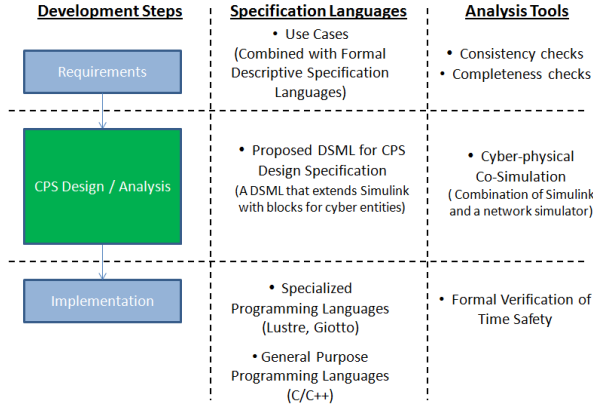 Development Steps
Specification Languages
Analysis Tools
Requirements
• Use Cases
(Combined with Formal
Descriptive Specification
Languages)
• Consistency checks
• Completeness checks
CPS Design / Analysis
• Proposed DSML for CPS
Design Specification
(A DSML that extends Simulink
with blocks for cyber entities)
• Cyber-physical
Co-Simulation
( Combination of Simulink
and a network simulator)
Implementation
• Specialized
Programming Languages
(Lustre, Giotto)
• General Purpose
Programming Languages
(C/C++)
• Formal Verification of
Time Safety